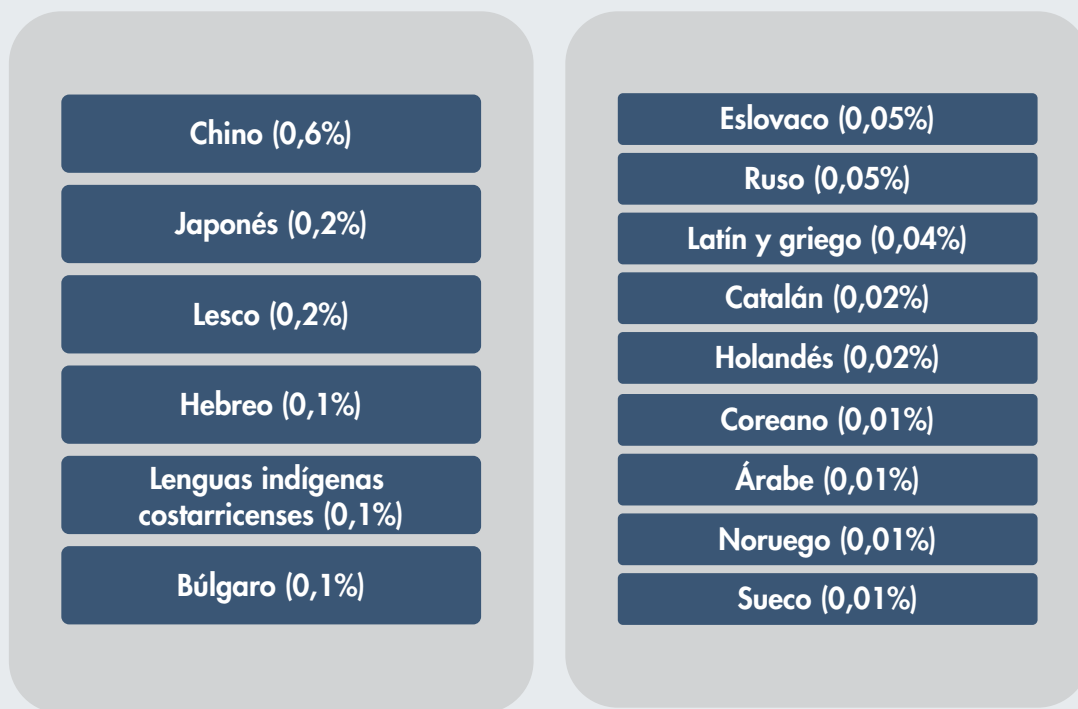 Chino (0,6%)
Japonés (0,2%)
Lesco (0,2%)
Hebreo (0,1%)
Lenguas indígenas
costarricenses (0,1%)
Búlgaro (0,1%)
Eslovaco (0,05%)
Ruso (0,05%)
Latín y griego (0,04%)
Catalán (0,02%)
Holandés (0,02%)
Coreano (0,01%)
Árabe (0,01%)
Noruego (0,01%)
Sueco (0,01%)